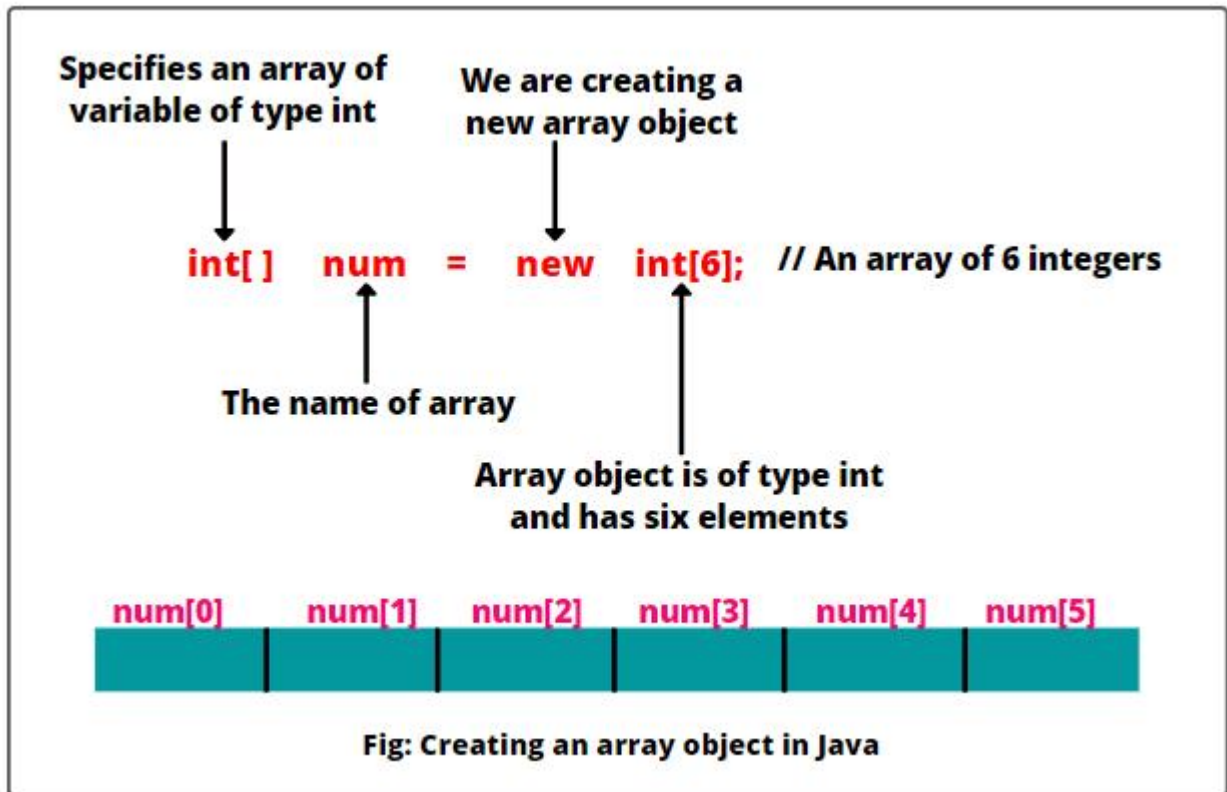 Specifies an array of
variable of type int
We are creating a
new array object
int[ ] num = new int[6]; // An array of 6 integers
The name of array
Array object is of type int
and has six elements
num[0] num[1] num[2] num[3] num[4] num[5]
Fig: Creating an array object in Java